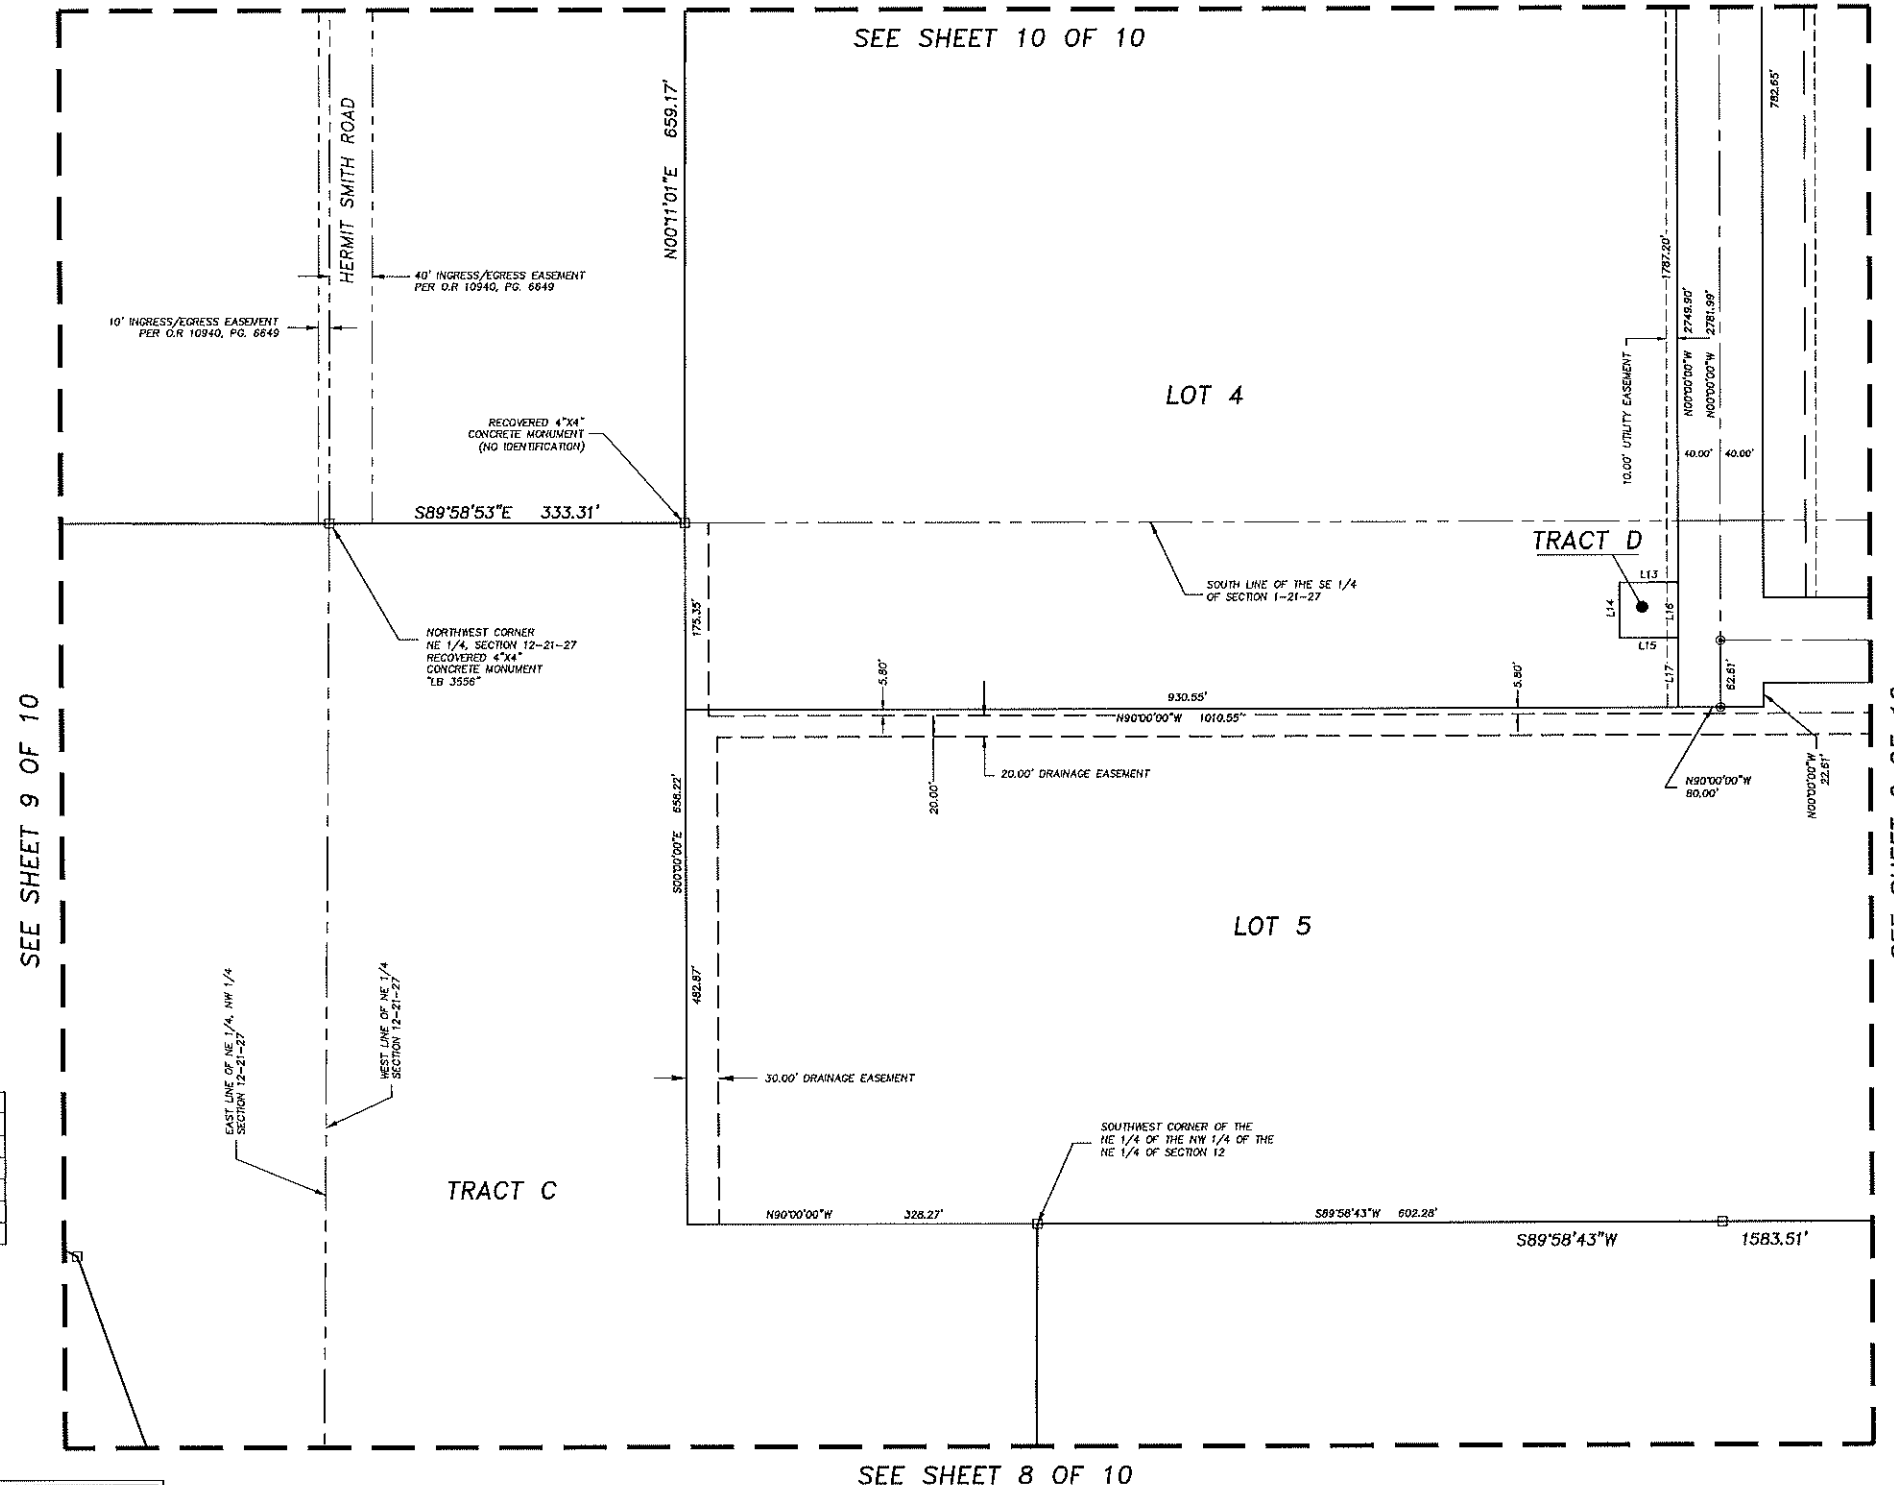 SEE SHEET 10 OF 10
HERMIT SMITH ROAD
N00°11'01"E 659.17'
782.65'
40' INGRESS/EGRESS EASEMENT
PER O.R 10940, PG. 6649
10' INGRESS/EGRESS EASEMENT
PER O.R 10940, PG. 6649
1787.20'
N00°00'00"W 2749.90'
N00°00'00"W 2781.99'
10.00' UTILITY EASEMENT
LOT 4
RECOVERED 4"X4"
CONCRETE MONUMENT
(NO IDENTIFICATION)
40.00'
40.00'
S89°58'53"E 333.31'
TRACT D
L13
L14
L16
L15
L17
SOUTH LINE OF THE SE 1/4
OF SECTION 1-21-27
175.35'
NORTHWEST CORNER
NE 1/4, SECTION 12-21-27
RECOVERED 4"X4"
CONCRETE MONUMENT
"LB 3556"
5.80'
5.80'
62.61'
930.55'
N90°00'00"W 1010.55'
20.00' DRAINAGE EASEMENT
20.00'
N90°00'00"W
80.00'
N00°00'00"W
22.61'
SEE SHEET 9 OF 10
S00°00'00"E 658.22'
LOT 5
482.87'
EAST LINE OF NE 1/4, NW 1/4
SECTION 12-21-27
WEST LINE OF NE 1/4
SECTION 12-21-27
30.00' DRAINAGE EASEMENT
SOUTHWEST CORNER OF THE
NE 1/4 OF THE NW 1/4 OF THE
NE 1/4 OF SECTION 12
TRACT C
N90°00'00"W 328.27'
S89°58'43"W 602.28'
S89°58'43"W 1583.51'
SEE SHEET 8 OF 10